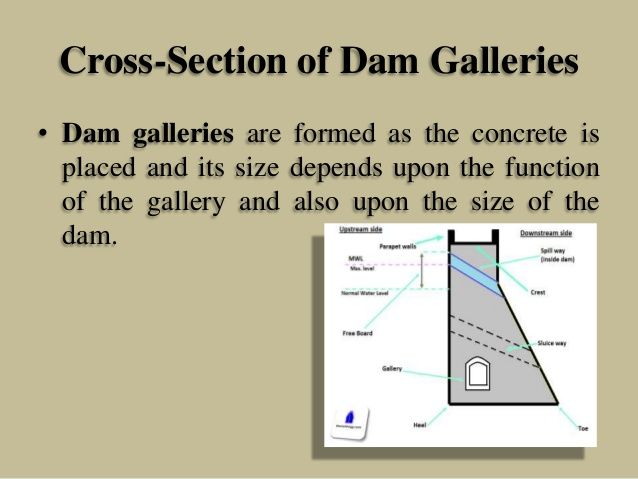 Cross-Section of Dam Galleries
• Dam galleries are formed as the concrete is
placed and its size depends upon the function
of the gallery and also upon the size of the
dam.
Upstream side
Downstream side
Parapet walls
Spill way
(inside dam)
MWL
Max. level
Normal Water Level
Crest
Free Board
Sluice way
Gallery
Heel
Toe